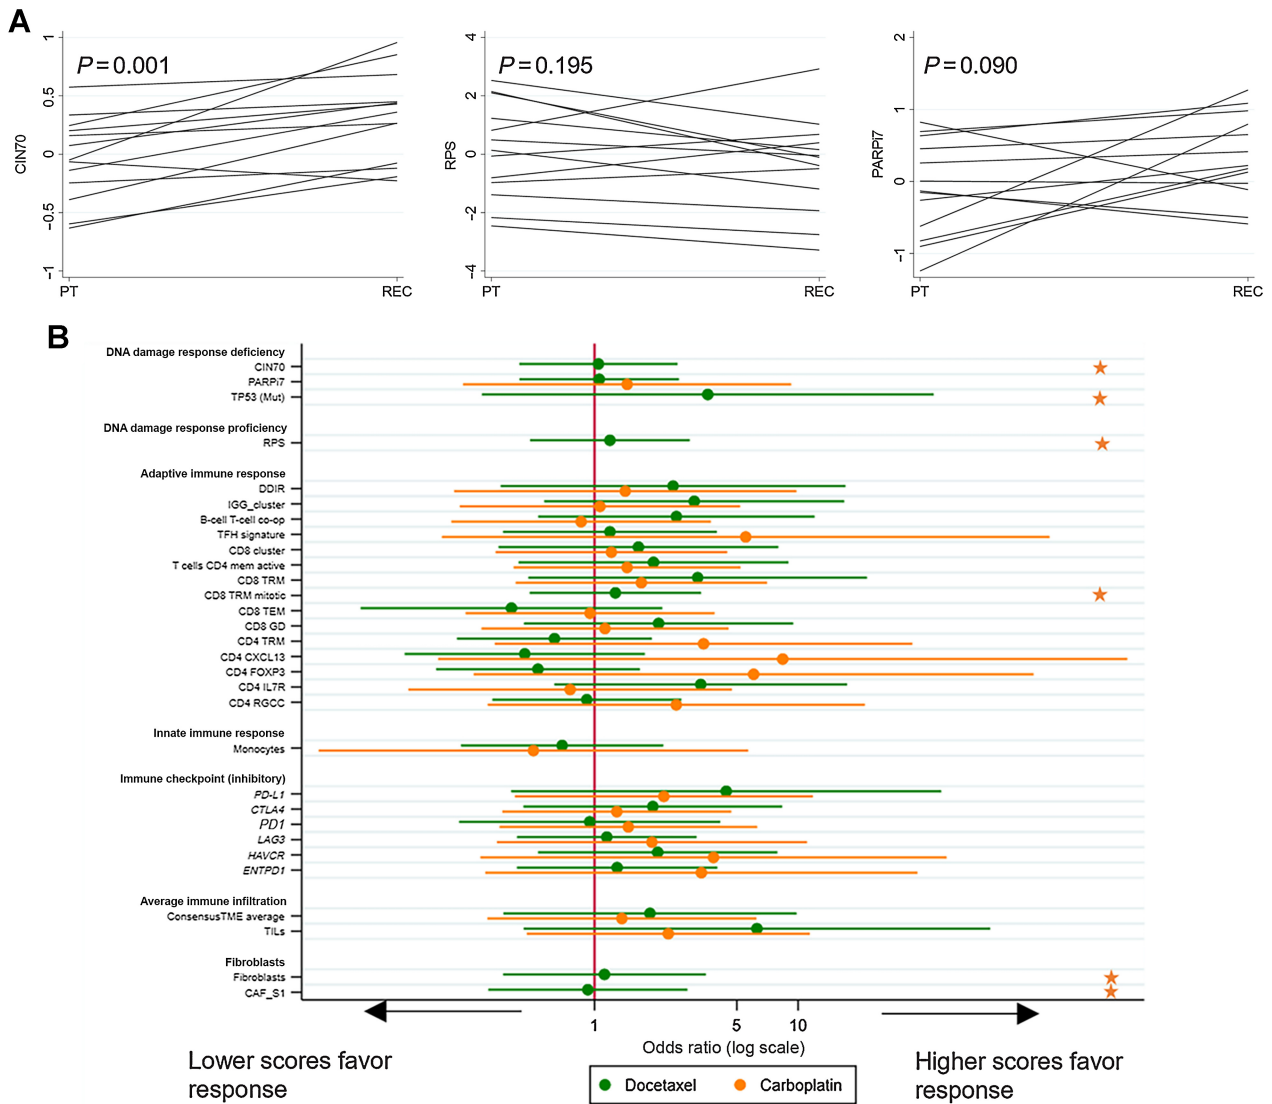 A
P = 0.001
P = 0.195
P = 0.090
CIN70
1
0.5
0
−0.5
−1
PT
REC
RPS
4
2
0
−2
−4
PT
REC
PARPi7
2
1
0
−1
PT
REC
B
DNA damage response deficiency
CIN70
PARPi7
TP53 (Mut)
DNA damage response proficiency
RPS
Adaptive immune response
DDIR
IGG_cluster
B-cell T-cell co-op
TFH signature
CD8 cluster
T cells CD4 mem active
CD8 TRM
CD8 TRM mitotic
CD8 TEM
CD8 GD
CD4 TRM
CD4 CXCL13
CD4 FOXP3
CD4 IL7R
CD4 RGCC
Innate immune response
Monocytes
Immune checkpoint (inhibitory)
PD-L1
CTLA4
PD1
LAG3
HAVCR
ENTPD1
Average immune infiltration
ConsensusTME average
TILs
Fibroblasts
Fibroblasts
CAF_S1
1 5 10
Odds ratio (log scale)
Lower scores favor
response
Higher scores favor
response
Docetaxel Carboplatin